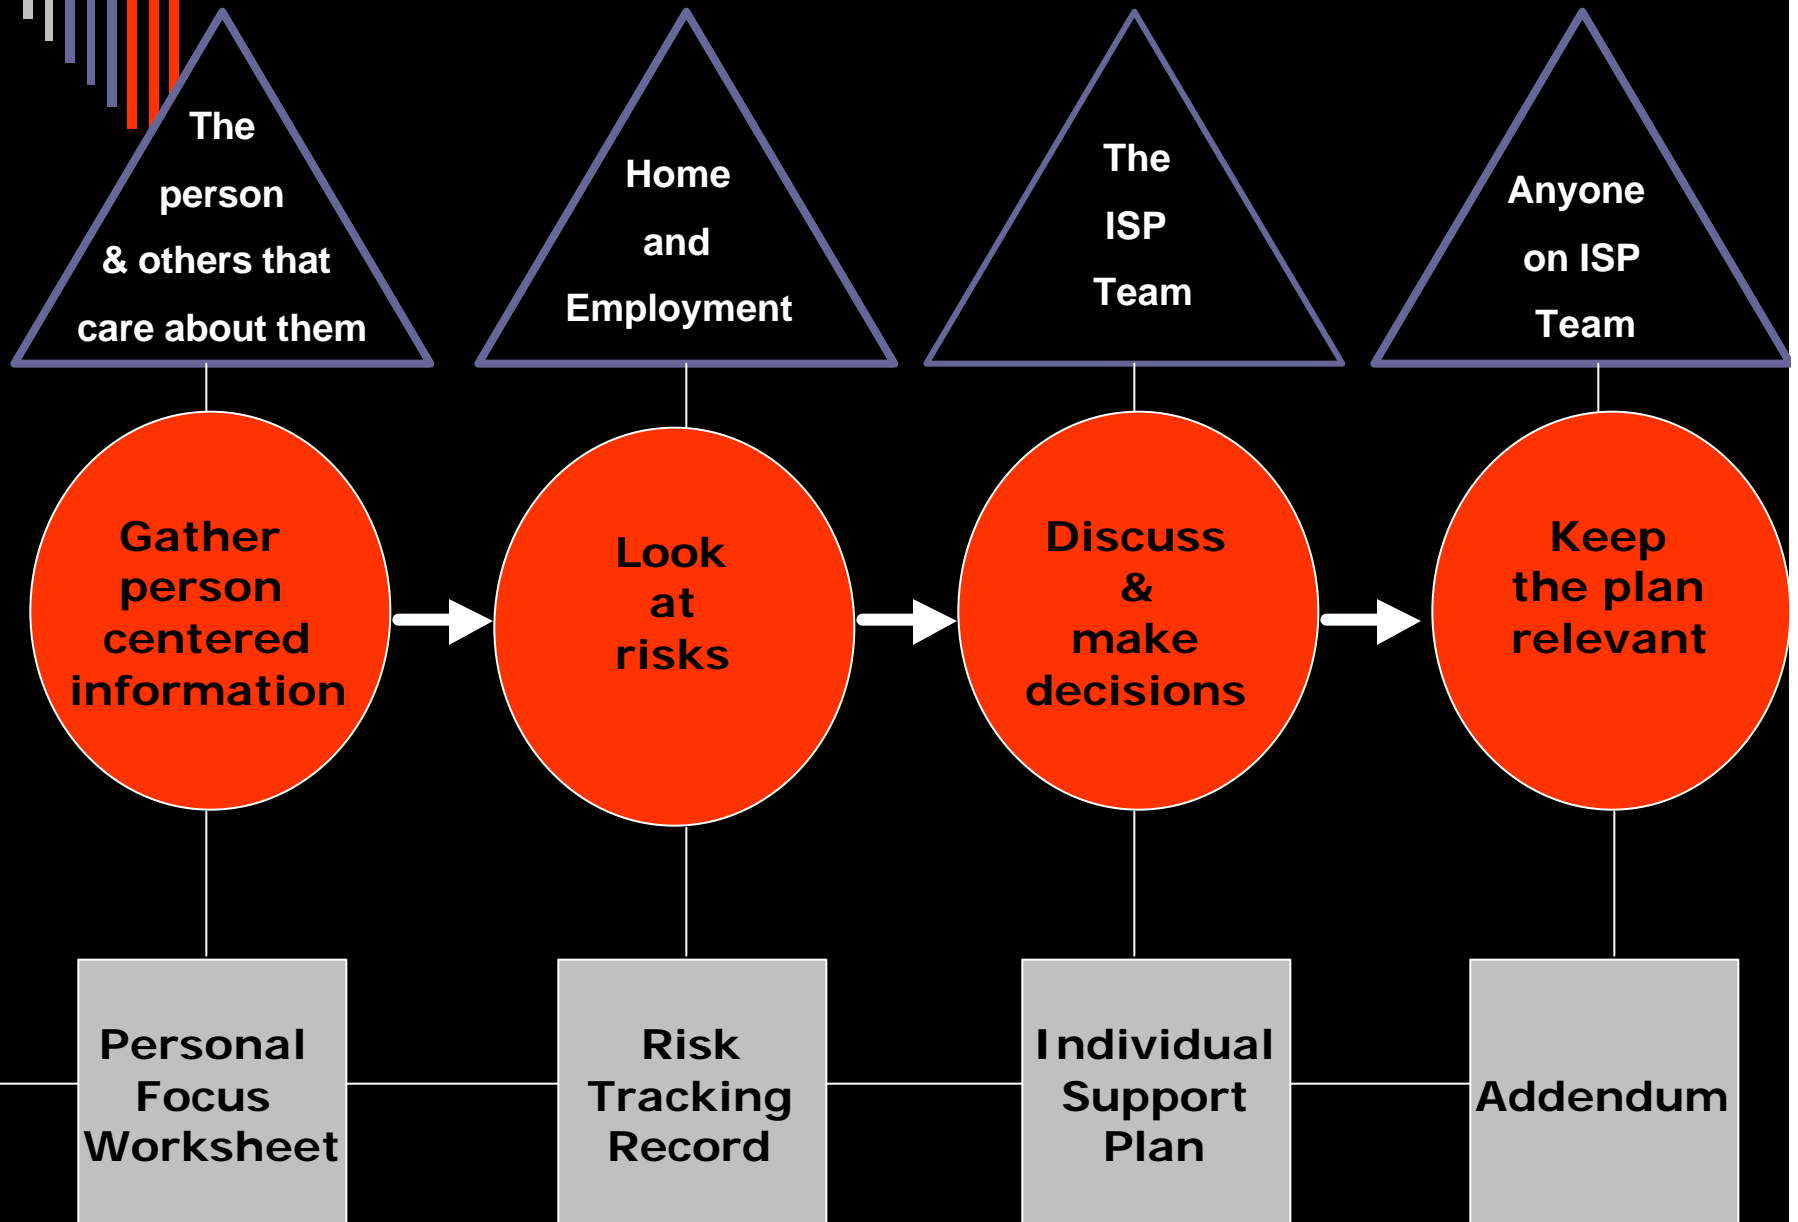 The
person
& others that
care about them
Home
and
Employment
The
ISP
Team
Anyone
on ISP
Team
Gather
person
centered
information
Look
at
risks
Discuss
&
make
decisions
Keep
the plan
relevant
Personal
Focus
Worksheet
Risk
Tracking
Record
Individual
Support
Plan
Addendum